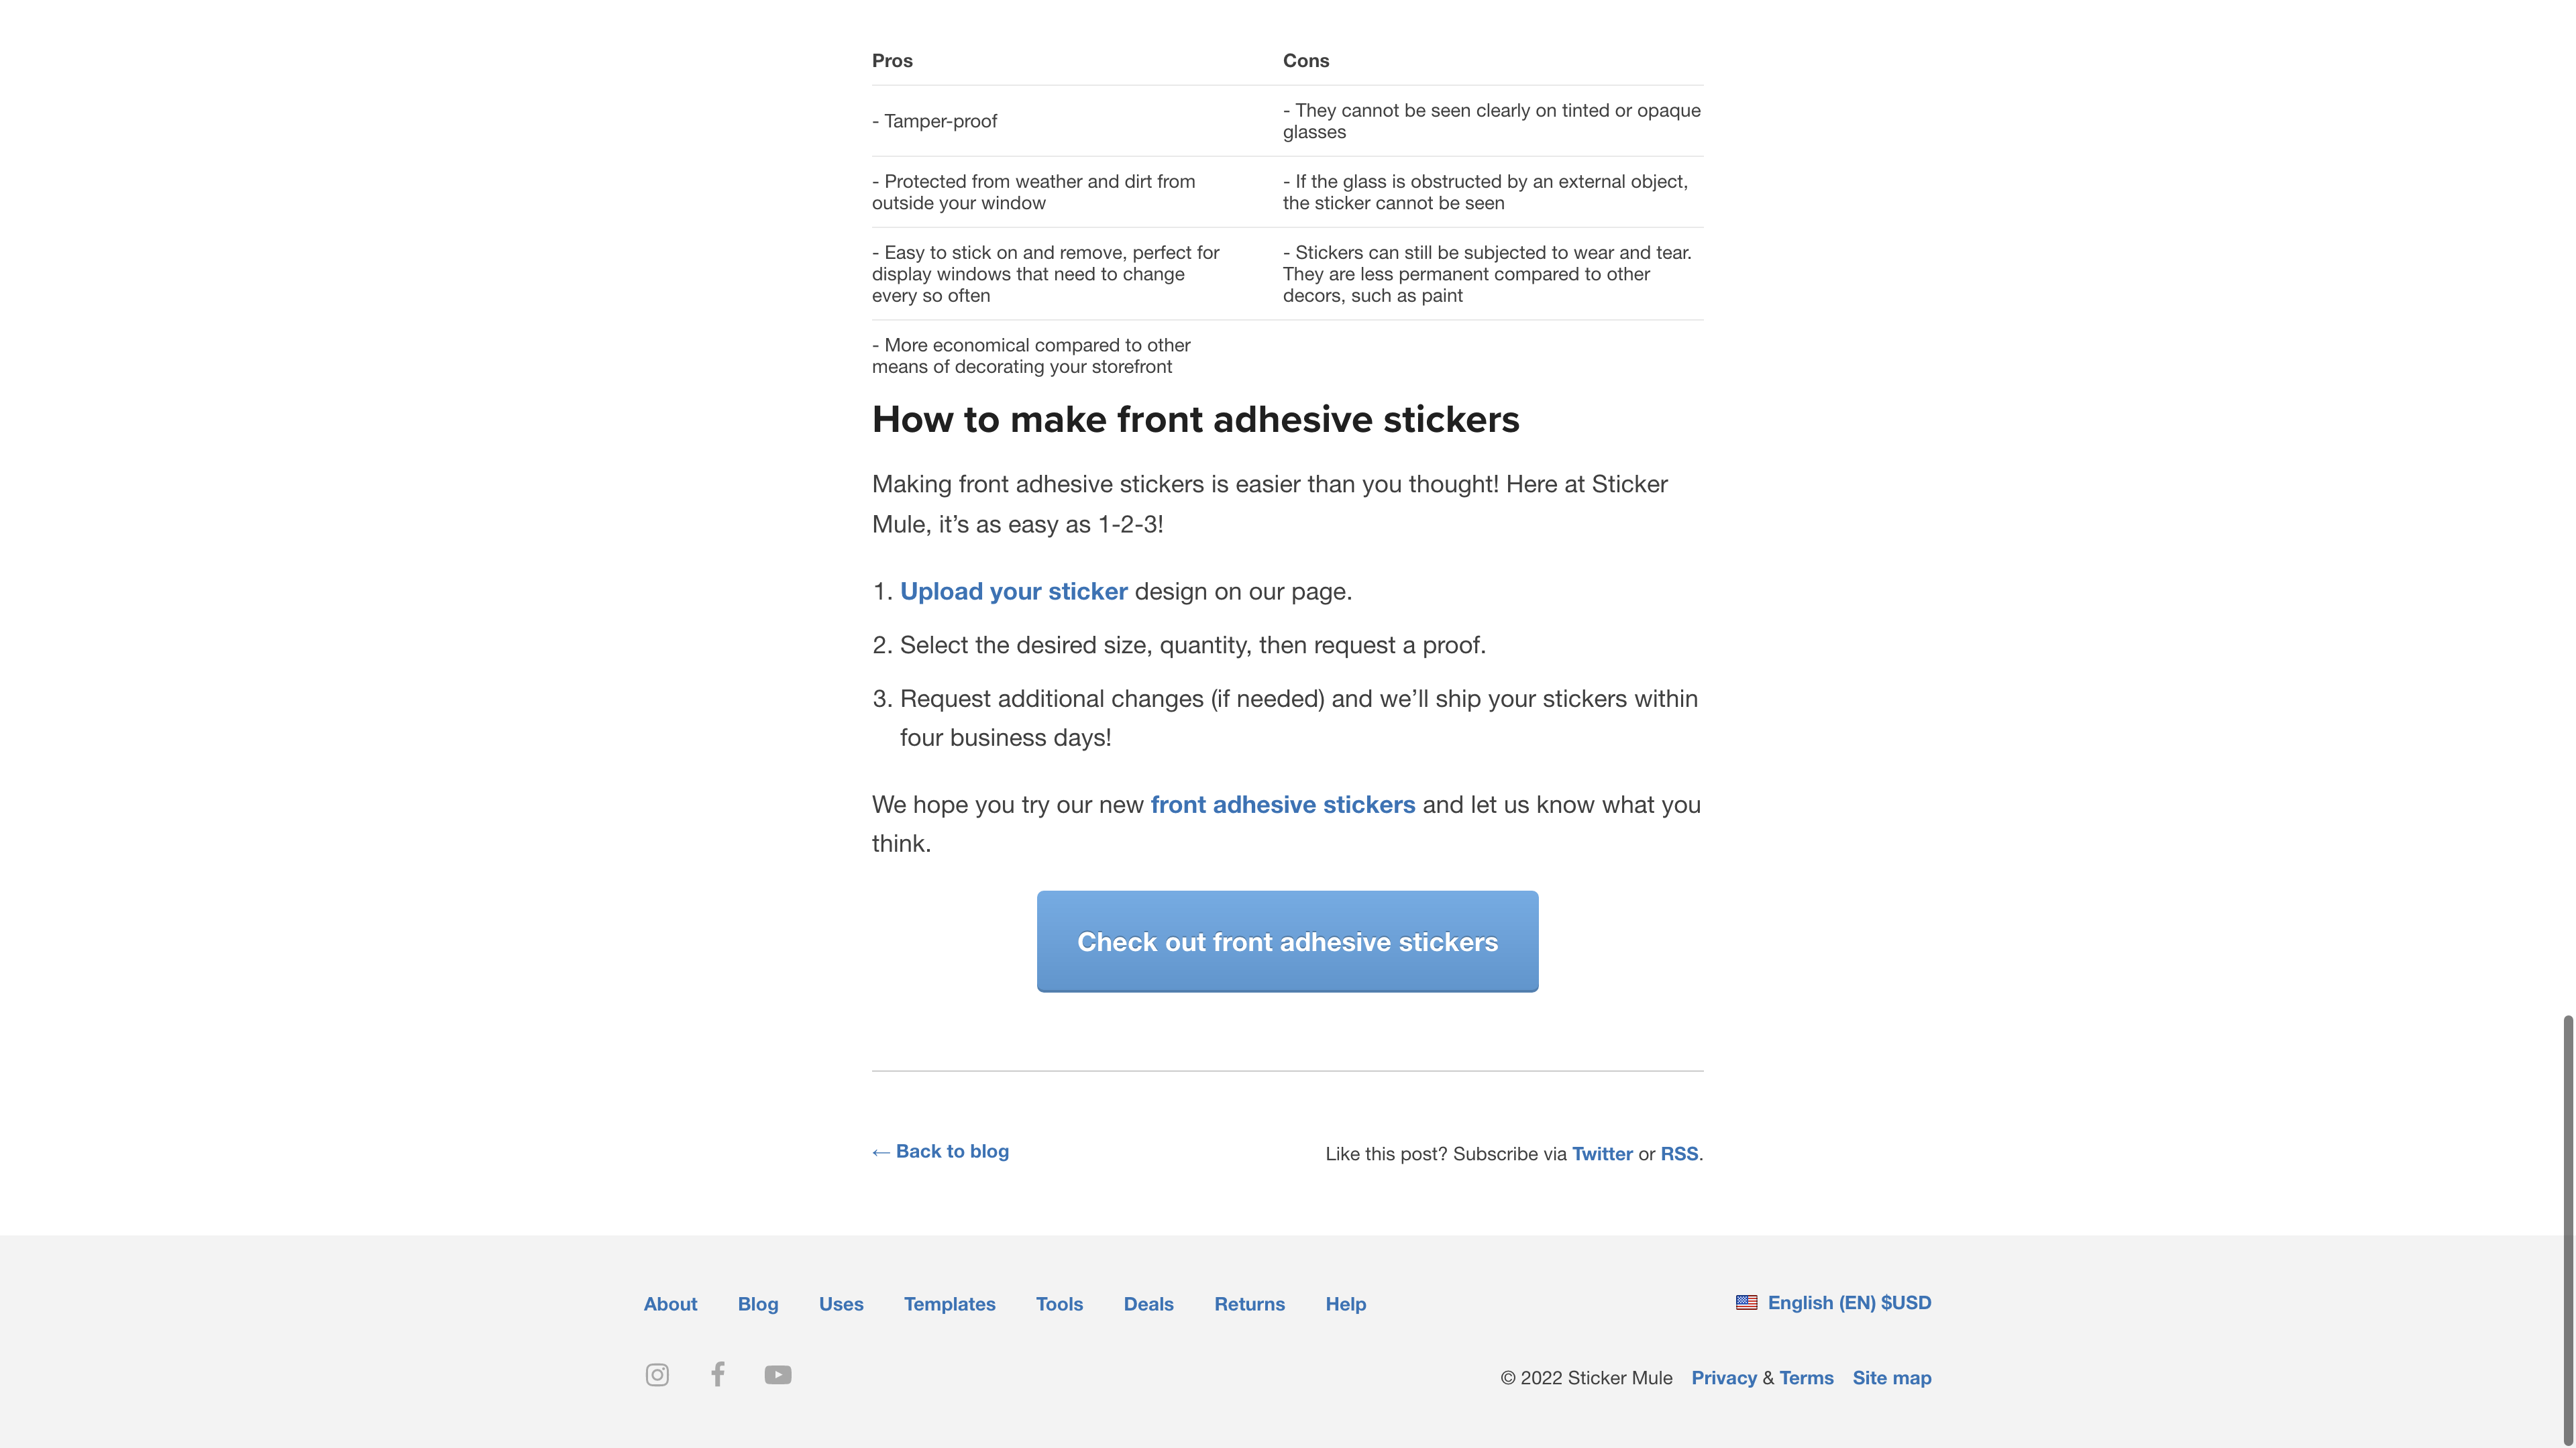 Pros
Cons
- Tamper-proof
- They cannot be seen clearly on tinted or opaque
glasses
- Protected from weather and dirt from
outside your window
- If the glass is obstructed by an external object,
the sticker cannot be seen
- Easy to stick on and remove, perfect for
display windows that need to change
every so often
- Stickers can still be subjected to wear and tear.
They are less permanent compared to other
decors, such as paint
- More economical compared to other
means of decorating your storefront
How to make front adhesive stickers
Making front adhesive stickers is easier than you thought! Here at Sticker
Mule, it’s as easy as 1-2-3!
1. Upload your sticker design on our page.
2. Select the desired size, quantity, then request a proof.
3. Request additional changes (if needed) and we’ll ship your stickers within
four business days!
We hope you try our new front adhesive stickers and let us know what you
think.
Check out front adhesive stickers
← Back to blog
Like this post? Subscribe via Twitter or RSS.
About Blog Uses Templates Tools Deals Returns Help
English (EN) $USD
© 2022 Sticker Mule Privacy & Terms Site map